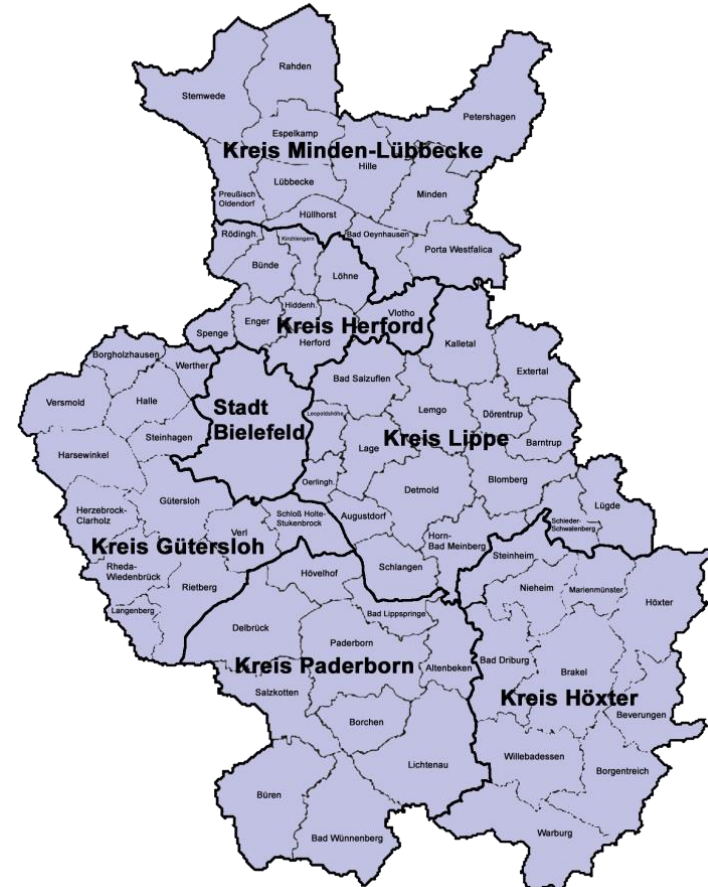 Rahden
Stemwede
Petershagen
Espelkamp
Kreis Minden-Lübbecke
Hille
Lübbecke
Minden
Preußisch
Oldendorf
Hüllhorst
Rödingh.
Kirchlengern
Bad Oeynhausen
Porta Westfalica
Bünde
Löhne
Hiddenh.
Vlotho
Enger
Kreis Herford
Spenge
Herford
Kalletal
Borgholzhausen
Werther
Bad Salzuflen
Extertal
Versmold
Halle
Stadt
Bielefeld
Leopoldshöhe
Lemgo
Dörentrup
Steinhagen
Kreis Lippe
Barntrup
Lage
Harsewinkel
Oerlingh.
Detmold
Blomberg
Gütersloh
Lügde
Herzebrock-
Clarholz
Schloß Holte-
Stukenbrock
Augustdorf
Schieder-
Schwalenberg
Verl
Horn-
Bad Meinberg
Kreis Gütersloh
Steinheim
Schlangen
Rheda-
Wiedenbrück
Hövelhof
Rietberg
Nieheim
Marienmünster
Höxter
Langenberg
Bad Lippspringe
Delbrück
Paderborn
Kreis Paderborn
Altenbeken
Bad Driburg
Brakel
Salzkotten
Kreis Höxter
Beverungen
Borchen
Willebadessen
Lichtenau
Borgentreich
Büren
Bad Wünnenberg
Warburg